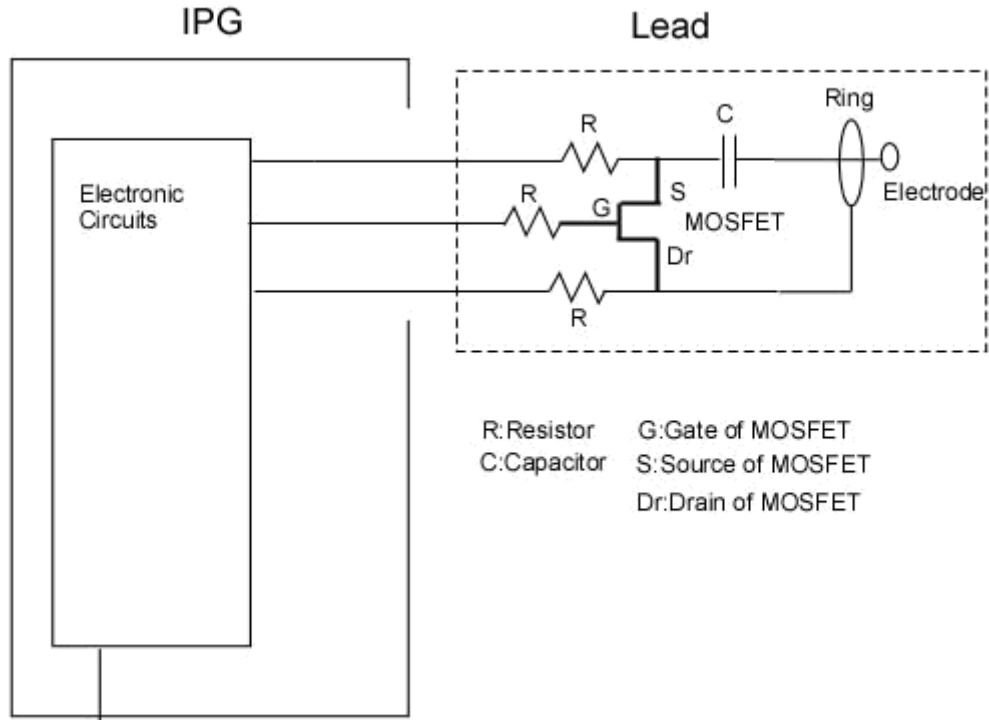 IPG
Lead
Ring
C
R
Electronic
Circuits
S
G
R
Electrode
MOSFET
Dr
R
R:Resistor G:Gate of MOSFET
C:Capacitor S:Source of MOSFET
Dr:Drain of MOSFET